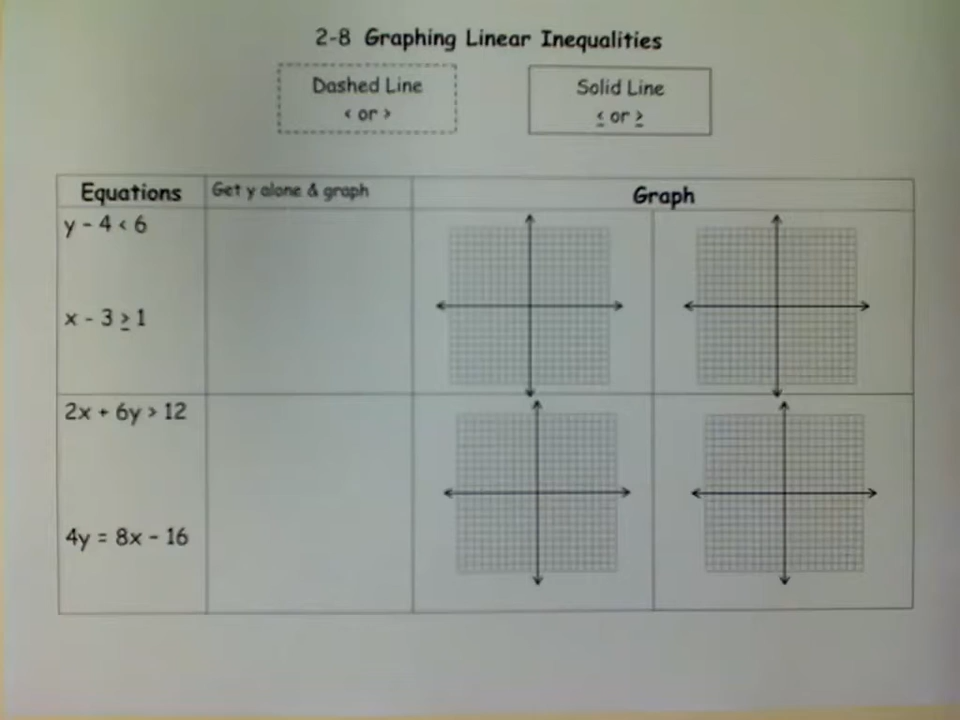 2-8 Graphing Linear Inequalities
Dashed Line
< or >
Solid Line
≤ or ≥
Equations
Get y alone & graph
Graph
y - 4 < 6
x - 3 ≥ 1
2x + 6y > 12
4y = 8x - 16